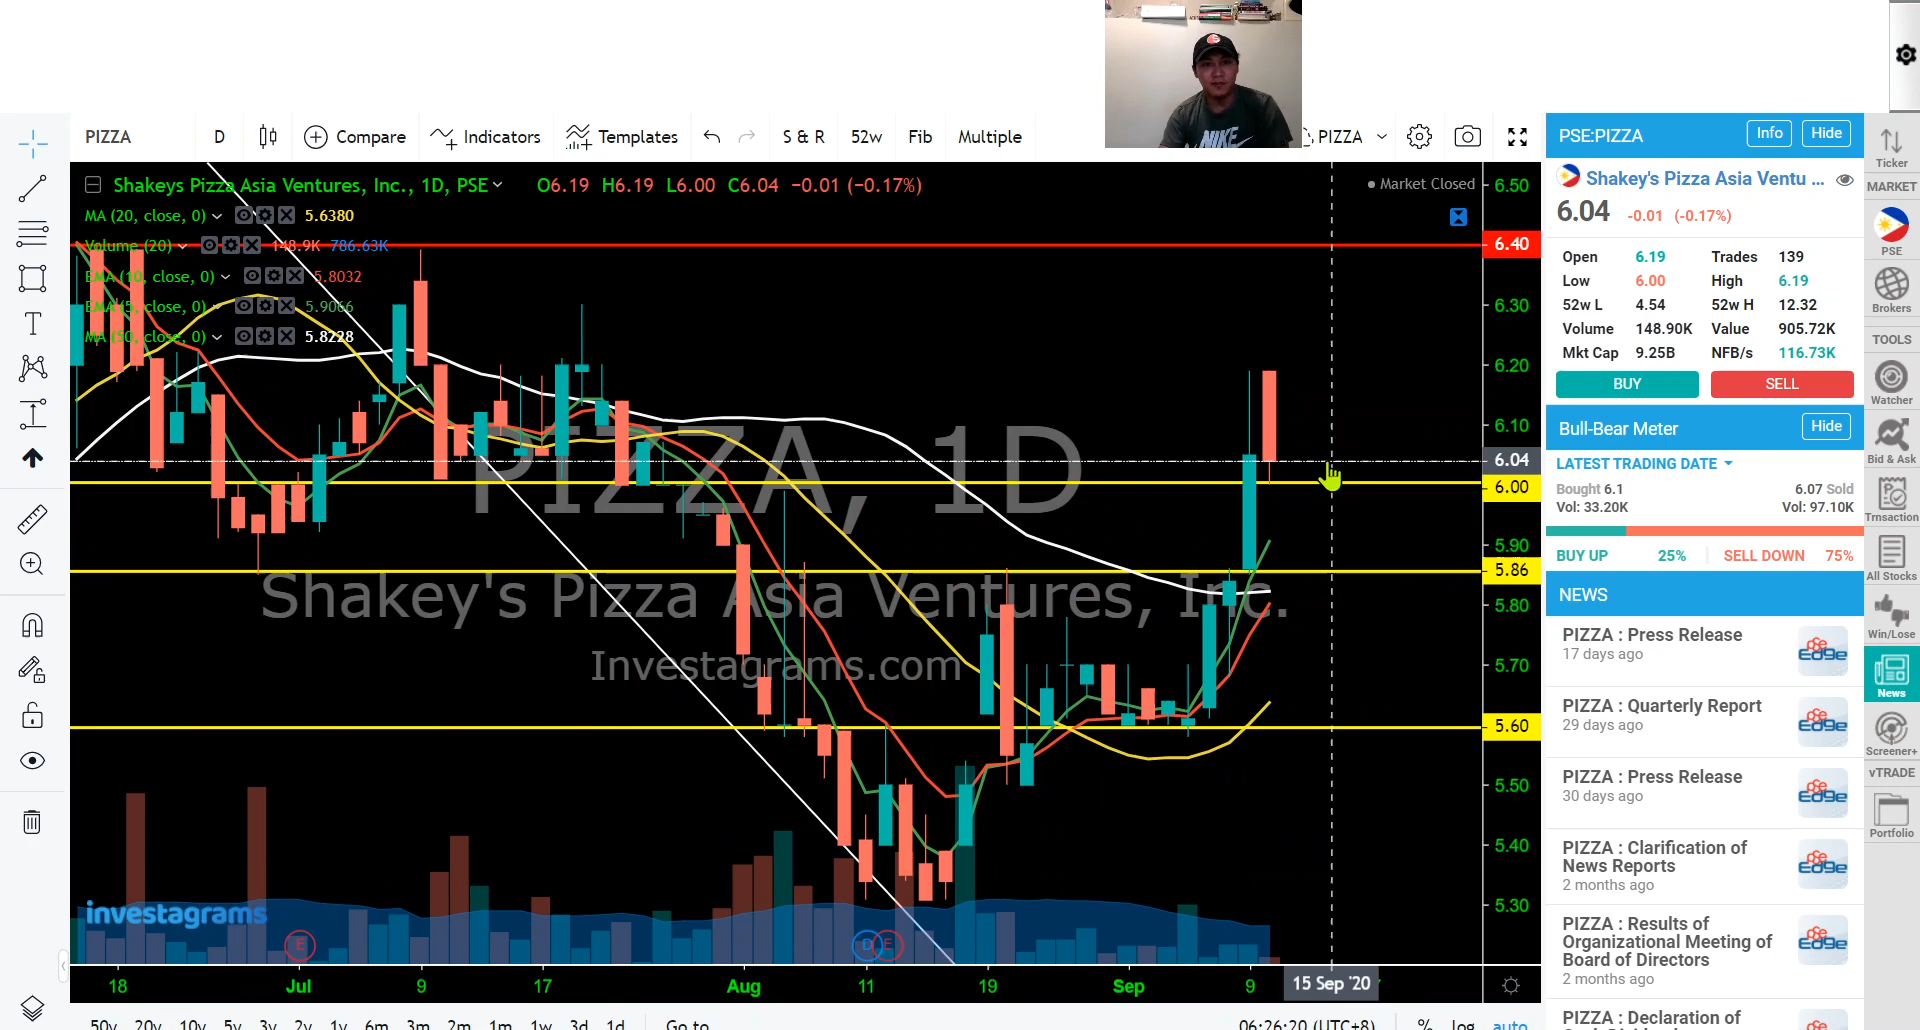 PIZZA D Compare Indicators Templates S & R 52w Fib Multiple PIZZA
Shakeys Pizza Asia Ventures, Inc., 1D, PSE O6.19 H6.19 L6.00 C6.04 −0.01 (−0.17%)
Market Closed
MA (20, close, 0) 5.6380
Volume (20) 148.9K 786.63K
EMA (10, close, 0) 5.8032
EMA (5, close, 0) 5.9066
MA (50, close, 0) 5.8228
PIZZA, 1D
Shakey's Pizza Asia Ventures, Inc.
Investagrams.com
investagrams
NIKE
E
D
E
6.50
6.40
6.30
6.20
6.10
6.04
6.00
5.90
5.86
5.80
5.70
5.60
5.50
5.40
5.30
18 Jul 9 17 Aug 11 19 Sep 9 15 Sep '20
50y 20y 10y 5y 3y 2y 1y 6m 3m 2m 1m 1w 3d 1d Go to 06:26:20 (UTC+8) % log auto
PSE:PIZZA Info Hide
Shakey's Pizza Asia Ventu ...
6.04 -0.01 (-0.17%)
Open 6.19 Trades 139
Low 6.00 High 6.19
52w L 4.54 52w H 12.32
Volume 148.90K Value 905.72K
Mkt Cap 9.25B NFB/s 116.73K
BUY SELL
Bull-Bear Meter Hide
LATEST TRADING DATE
Bought 6.1 6.07 Sold
Vol: 33.20K Vol: 97.10K
BUY UP 25% SELL DOWN 75%
NEWS
PIZZA : Press Release
17 days ago
PIZZA : Quarterly Report
29 days ago
PIZZA : Press Release
30 days ago
PIZZA : Clarification of
News Reports
2 months ago
PIZZA : Results of
Organizational Meeting of
Board of Directors
2 months ago
PIZZA : Declaration of
PSE
EDGE
PSE
EDGE
PSE
EDGE
PSE
EDGE
PSE
EDGE
Ticker
MARKET
PSE
Brokers
TOOLS
Watcher
Bid & Ask
Trnsaction
All Stocks
Win/Lose
News
Screener+
vTRADE
Portfolio